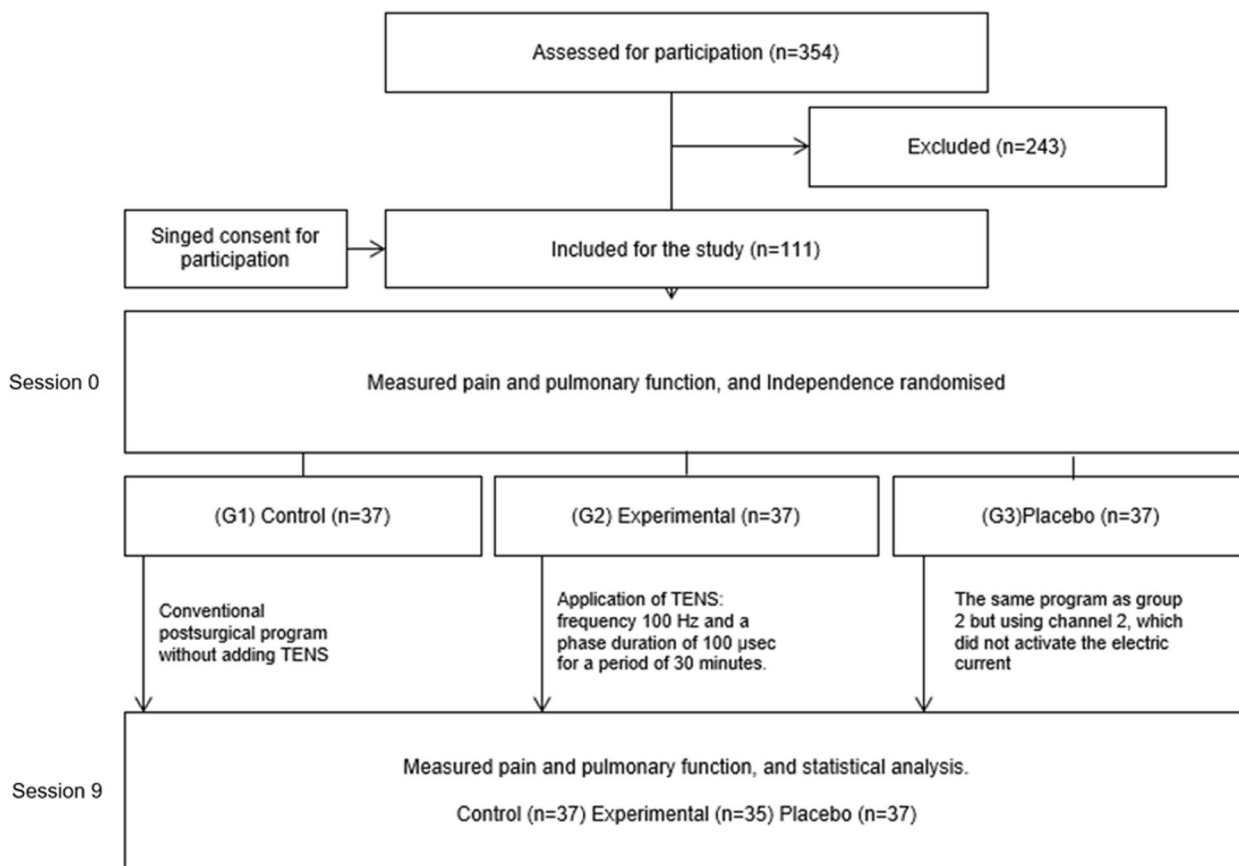 Assessed for participation (n=354)
Excluded (n=243)
Singed consent for
participation
Included for the study (n=111)
Session 0
Measured pain and pulmonary function, and Independence randomised
(G1) Control (n=37)
(G2) Experimental (n=37)
(G3)Placebo (n=37)
Conventional
postsurgical program
without adding TENS
Application of TENS:
frequency 100 Hz and a
phase duration of 100 µsec
for a period of 30 minutes.
The same program as group
2 but using channel 2, which
did not activate the electric
current
Session 9
Measured pain and pulmonary function, and statistical analysis.
Control (n=37) Experimental (n=35) Placebo (n=37)